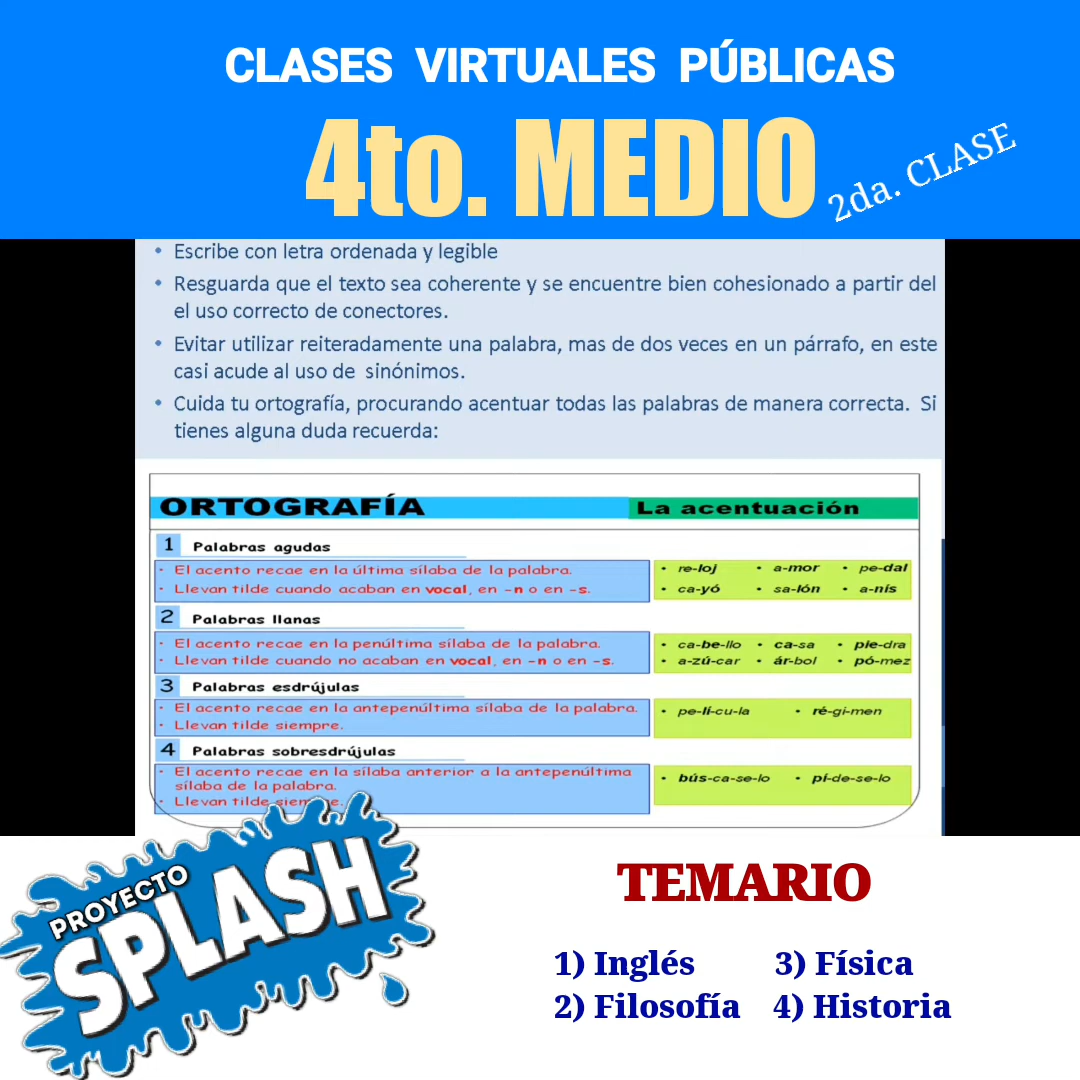 CLASES VIRTUALES PÚBLICAS
4to. MEDIO
2da. CLASE
• Escribe con letra ordenada y legible
• Resguarda que el texto sea coherente y se encuentre bien cohesionado a partir del
el uso correcto de conectores.
• Evitar utilizar reiteradamente una palabra, mas de dos veces en un párrafo, en este
casi acude al uso de sinónimos.
• Cuida tu ortografía, procurando acentuar todas las palabras de manera correcta. Si
tienes alguna duda recuerda:
ORTOGRAFÍA La acentuación
1 Palabras agudas
• El acento recae en la última sílaba de la palabra.
• Llevan tilde cuando acaban en vocal, en -n o en -s.
• re-loj • a-mor • pe-dal
• ca-yó • sa-lón • a-nís
2 Palabras llanas
• El acento recae en la penúltima sílaba de la palabra.
• Llevan tilde cuando no acaban en vocal, en -n o en -s.
• ca-be-llo • ca-sa • pie-dra
• a-zú-car • ár-bol • pó-mez
3 Palabras esdrújulas
• El acento recae en la antepenúltima sílaba de la palabra.
• Llevan tilde siempre.
• pe-lí-cu-la • ré-gi-men
4 Palabras sobresdrújulas
• El acento recae en la sílaba anterior a la antepenúltima
sílaba de la palabra.
• Llevan tilde siempre.
• bús-ca-se-lo • pí-de-se-lo
PROYECTO
SPLASH
TEMARIO
1) Inglés 3) Física
2) Filosofía 4) Historia